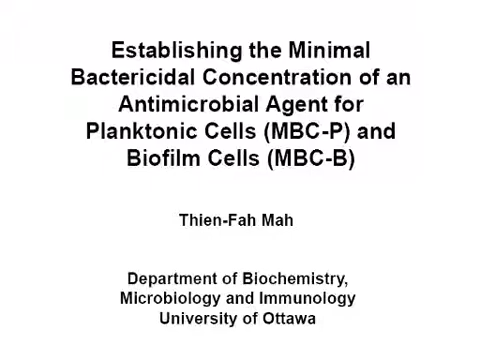 Establishing the Minimal
Bactericidal Concentration of an
Antimicrobial Agent for
Planktonic Cells (MBC-P) and
Biofilm Cells (MBC-B)
Thien-Fah Mah
Department of Biochemistry,
Microbiology and Immunology
University of Ottawa